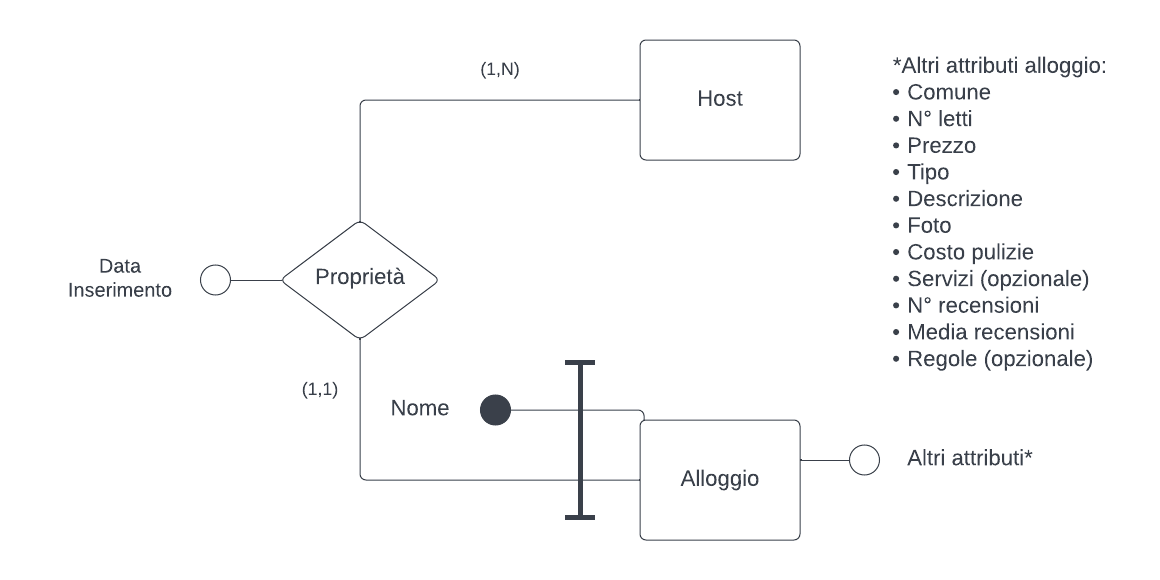 (1,N)
Host
*Altri attributi alloggio:
• Comune
• N° letti
• Prezzo
• Tipo
• Descrizione
• Foto
• Costo pulizie
• Servizi (opzionale)
• N° recensioni
• Media recensioni
• Regole (opzionale)
Data
Inserimento
Proprietà
(1,1)
Nome
Alloggio
Altri attributi*